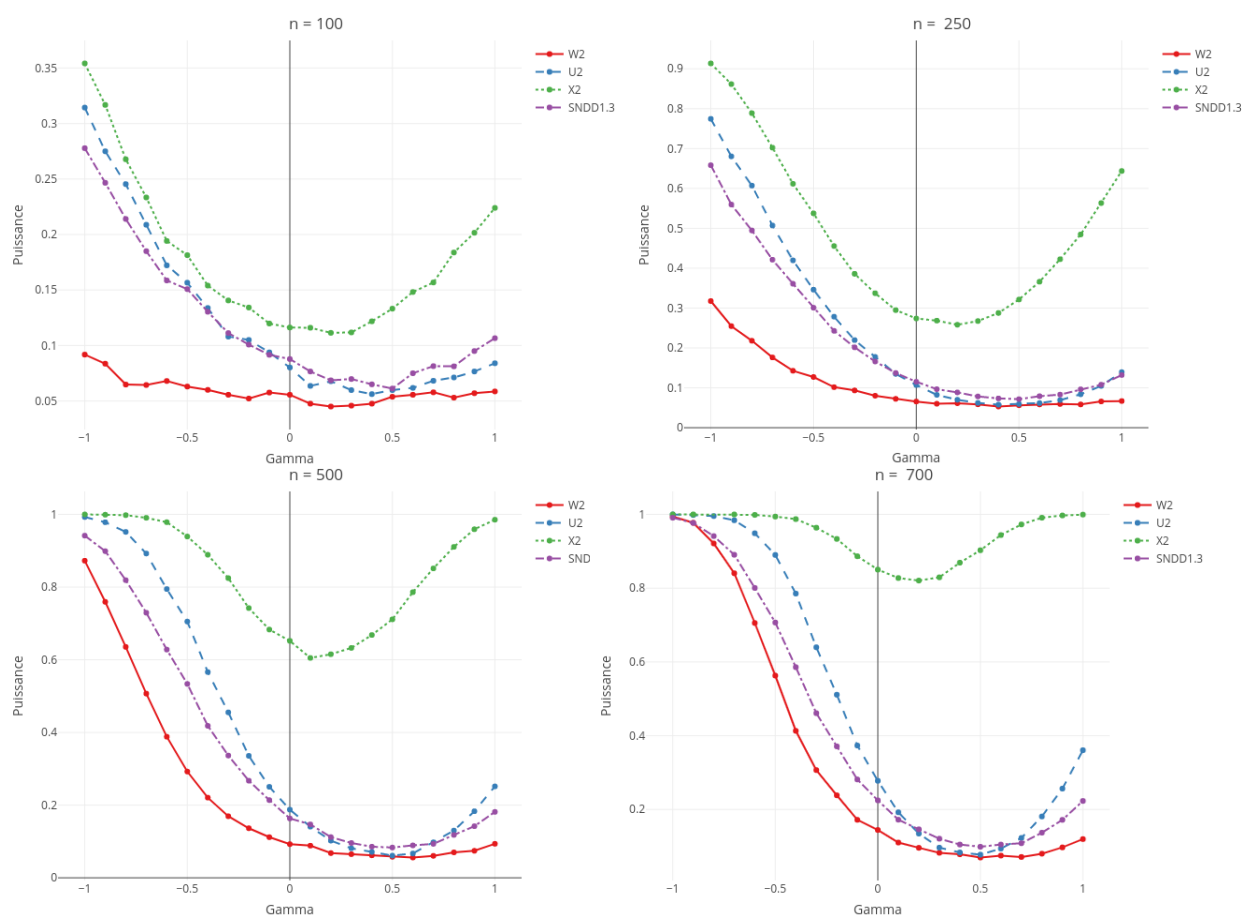 n = 100
W2
U2
X2
SNDD1.3
0.35
0.3
0.25
0.2
0.15
0.1
0.05
Puissance
−1
−0.5
0
0.5
1
Gamma
n = 250
W2
U2
X2
SNDD1.3
0.9
0.8
0.7
0.6
0.5
0.4
0.3
0.2
0.1
0
Puissance
−1
−0.5
0
0.5
1
Gamma
n = 500
W2
U2
X2
SND
1
0.8
0.6
0.4
0.2
0
Puissance
−1
−0.5
0
0.5
1
Gamma
n = 700
W2
U2
X2
SNDD1.3
1
0.8
0.6
0.4
0.2
Puissance
−1
−0.5
0
0.5
1
Gamma